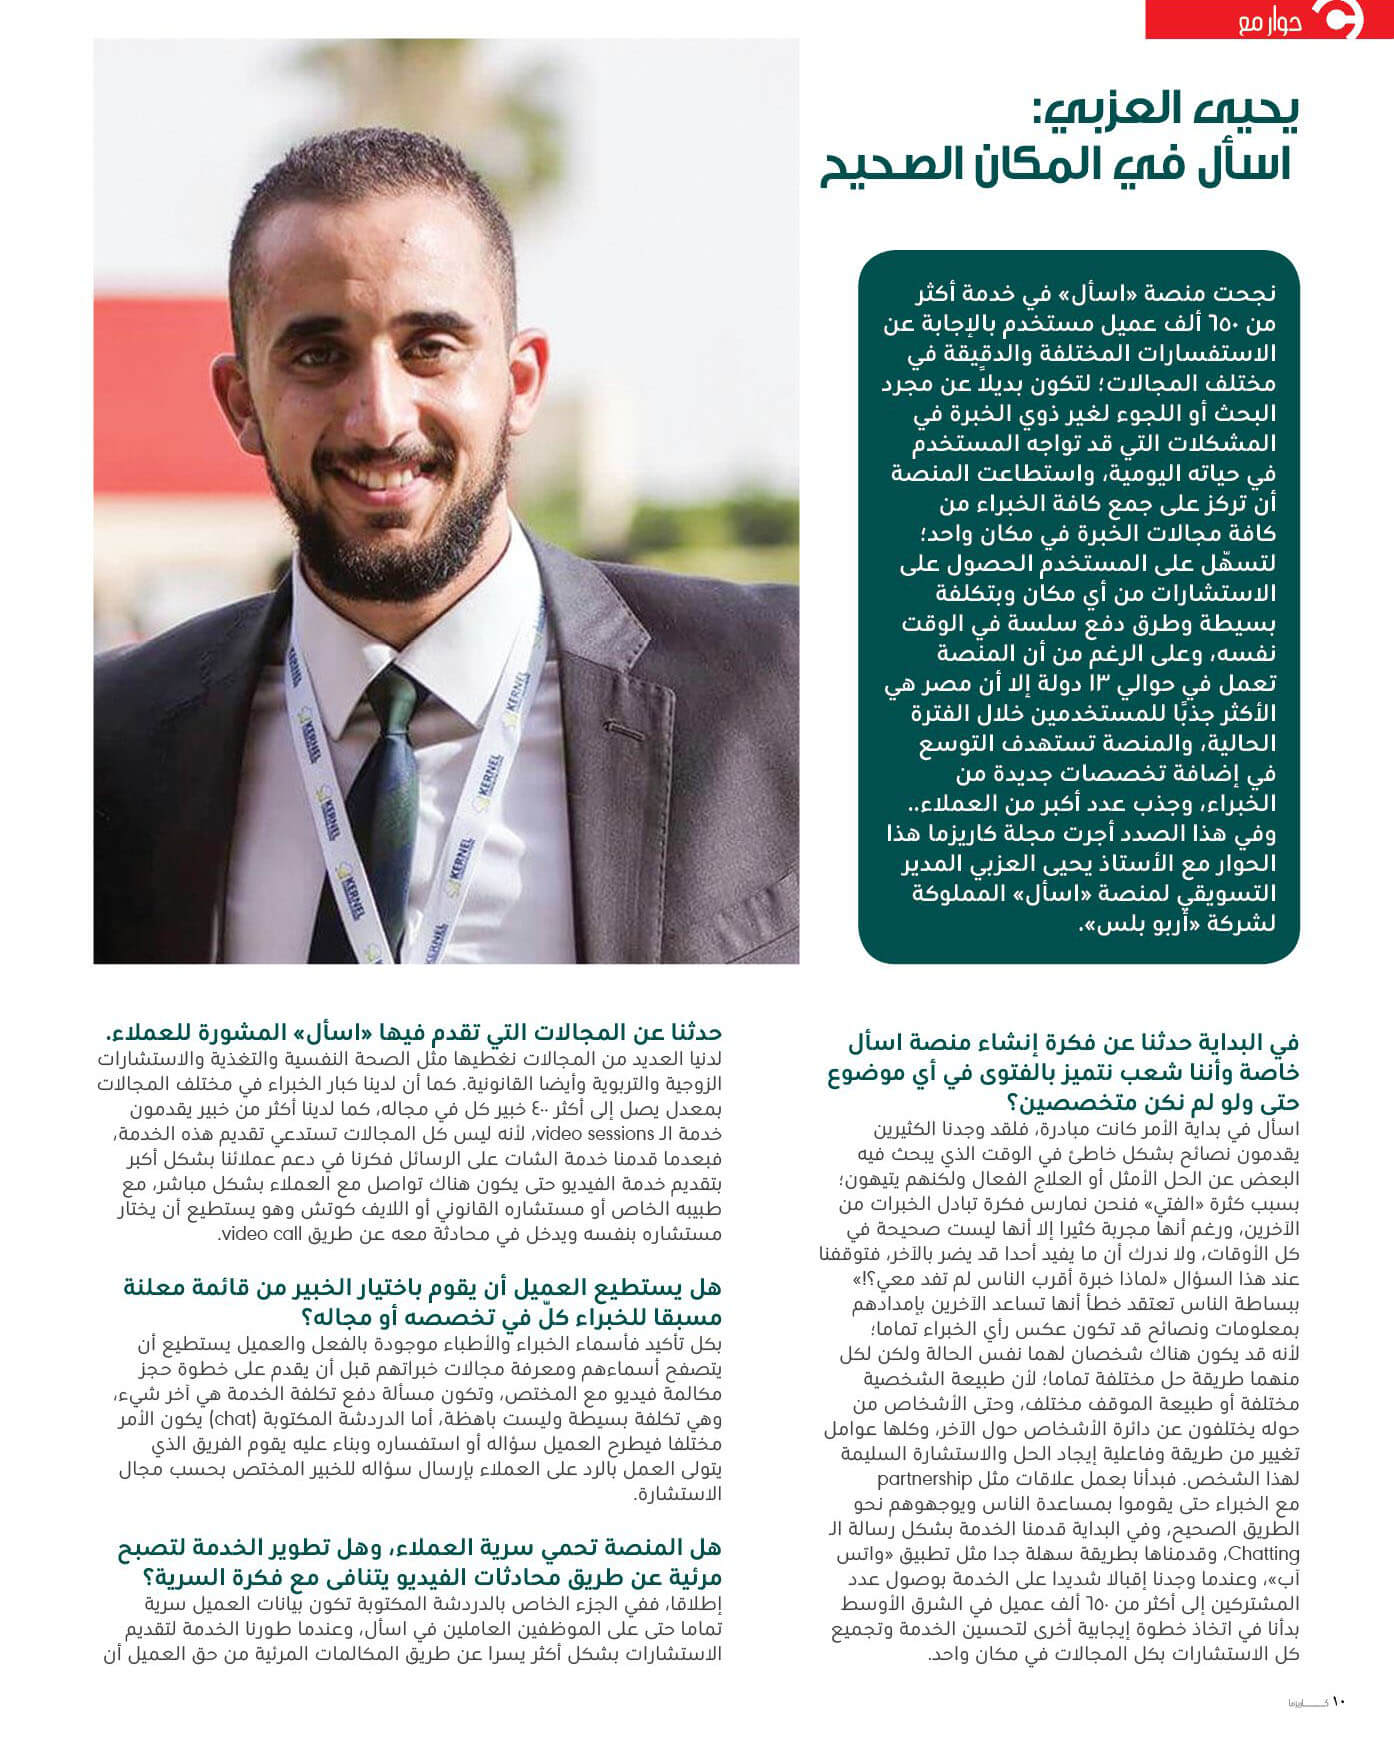 حوار مع
يحيى العزبي:
اسأل في المكان الصحيح
نجحت منصة «اسأل» في خدمة أكثر
من ٦٥٠ ألف عميل مستخدم بالإجابة عن
الاستفسارات المختلفة والدقيقة في
مختلف المجالات؛ لتكون بديلاً عن مجرد
البحث أو اللجوء لغير ذوي الخبرة في
المشكلات التي قد تواجه المستخدم
في حياته اليومية، واستطاعت المنصة
أن تركز على جمع كافة الخبراء من
كافة مجالات الخبرة في مكان واحد؛
لتسهّل على المستخدم الحصول على
الاستشارات من أي مكان وبتكلفة
بسيطة وطرق دفع سلسة في الوقت
نفسه، وعلى الرغم من أن المنصة
تعمل في حوالي ١٣ دولة إلا أن مصر هي
الأكثر جذبًا للمستخدمين خلال الفترة
الحالية، والمنصة تستهدف التوسع
في إضافة تخصصات جديدة من
الخبراء، وجذب عدد أكبر من العملاء..
وفي هذا الصدد أجرت مجلة كاريزما هذا
الحوار مع الأستاذ يحيى العزبي المدير
التسويقي لمنصة «اسأل» المملوكة
لشركة «أربو بلس».
KERNEL
KERNEL
KERNEL
KERNEL
KERNEL
KERNEL
في البداية حدثنا عن فكرة إنشاء منصة اسأل
خاصة وأننا شعب نتميز بالفتوى في أي موضوع
حتى ولو لم نكن متخصصين؟
اسأل في بداية الأمر كانت مبادرة، فلقد وجدنا الكثيرين
يقدمون نصائح بشكل خاطئ في الوقت الذي يبحث فيه
البعض عن الحل الأمثل أو العلاج الفعال ولكنهم يتيهون؛
بسبب كثرة «الفتي» فنحن نمارس فكرة تبادل الخبرات من
الآخرين، ورغم أنها مجربة كثيرا إلا أنها ليست صحيحة في
كل الأوقات، ولا ندرك أن ما يفيد أحدا قد يضر بالآخر، فتوقفنا
عند هذا السؤال «لماذا خبرة أقرب الناس لم تفد معي؟!»
ببساطة الناس تعتقد خطأ أنها تساعد الآخرين بإمدادهم
بمعلومات ونصائح قد تكون عكس رأي الخبراء تماما؛
لأنه قد يكون هناك شخصان لهما نفس الحالة ولكن لكل
منهما طريقة حل مختلفة تماما؛ لأن طبيعة الشخصية
مختلفة أو طبيعة الموقف مختلف، وحتى الأشخاص من
حوله يختلفون عن دائرة الأشخاص حول الآخر، وكلها عوامل
تغيير من طريقة وفاعلية إيجاد الحل والاستشارة السليمة
لهذا الشخص. فبدأنا بعمل علاقات مثل partnership
مع الخبراء حتى يقوموا بمساعدة الناس ويوجهوهم نحو
الطريق الصحيح، وفي البداية قدمنا الخدمة بشكل رسالة الـ
Chatting، وقدمناها بطريقة سهلة جدا مثل تطبيق «واتس
آب»، وعندما وجدنا إقبالا شديدا على الخدمة بوصول عدد
المشتركين إلى أكثر من ٦٥٠ ألف عميل في الشرق الأوسط
بدأنا في اتخاذ خطوة إيجابية أخرى لتحسين الخدمة وتجميع
كل الاستشارات بكل المجالات في مكان واحد.
حدثنا عن المجالات التي تقدم فيها «اسأل» المشورة للعملاء.
لدنيا العديد من المجالات نغطيها مثل الصحة النفسية والتغذية والاستشارات
الزوجية والتربوية وأيضا القانونية. كما أن لدينا كبار الخبراء في مختلف المجالات
بمعدل يصل إلى أكثر ٤٠٠ خبير كل في مجاله، كما لدينا أكثر من خبير يقدمون
خدمة الـ video sessions، لأنه ليس كل المجالات تستدعي تقديم هذه الخدمة،
فبعدما قدمنا خدمة الشات على الرسائل فكرنا في دعم عملائنا بشكل أكبر
بتقديم خدمة الفيديو حتى يكون هناك تواصل مع العملاء بشكل مباشر، مع
طبيبه الخاص أو مستشاره القانوني أو اللايف كوتش وهو يستطيع أن يختار
مستشاره بنفسه ويدخل في محادثة معه عن طريق video call.
هل يستطيع العميل أن يقوم باختيار الخبير من قائمة معلنة
مسبقا للخبراء كلّ في تخصصه أو مجاله؟
بكل تأكيد فأسماء الخبراء والأطباء موجودة بالفعل والعميل يستطيع أن
يتصفح أسماءهم ومعرفة مجالات خبراتهم قبل أن يقدم على خطوة حجز
مكالمة فيديو مع المختص، وتكون مسألة دفع تكلفة الخدمة هي آخر شيء،
وهي تكلفة بسيطة وليست باهظة، أما الدردشة المكتوبة (chat) يكون الأمر
مختلفا فيطرح العميل سؤاله أو استفساره وبناء عليه يقوم الفريق الذي
يتولى العمل بالرد على العملاء بإرسال سؤاله للخبير المختص بحسب مجال
الاستشارة.
هل المنصة تحمي سرية العملاء، وهل تطوير الخدمة لتصبح
مرئية عن طريق محادثات الفيديو يتنافى مع فكرة السرية؟
إطلاقا، ففي الجزء الخاص بالدردشة المكتوبة تكون بيانات العميل سرية
تماما حتى على الموظفين العاملين في اسأل، وعندما طورنا الخدمة لتقديم
الاستشارات بشكل أكثر يسرا عن طريق المكالمات المرئية من حق العميل أن
١٠ كـــاريزما